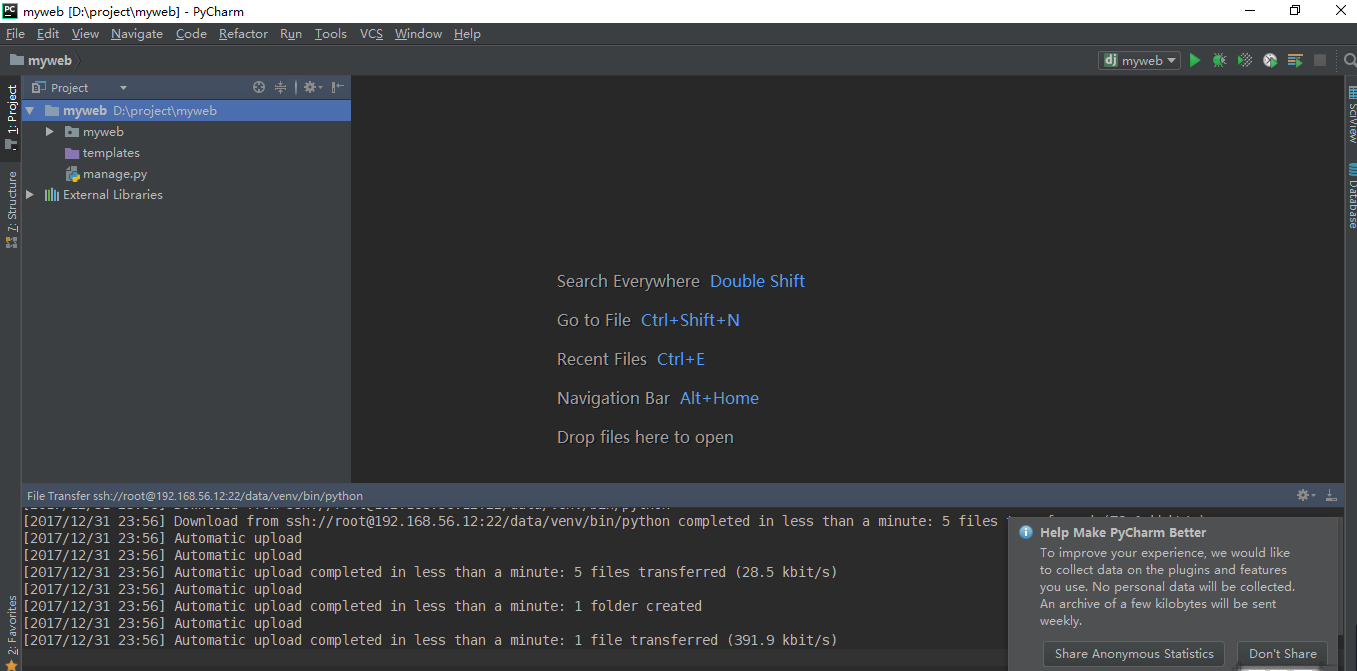 PC myweb [D:\project\myweb] - PyCharm
File Edit View Navigate Code Refactor Run Tools VCS Window Help
myweb
dj myweb
1: Project
Project
myweb D:\project\myweb
myweb
templates
manage.py
External Libraries
7: Structure
2: Favorites
SciView
Database
Search Everywhere Double Shift
Go to File Ctrl+Shift+N
Recent Files Ctrl+E
Navigation Bar Alt+Home
Drop files here to open
File Transfer ssh://root@192.168.56.12:22/data/venv/bin/python
[2017/12/31 23:56] Download from ssh://root@192.168.56.12:22/data/venv/bin/python completed in less than a minute: 5 files
[2017/12/31 23:56] Automatic upload
[2017/12/31 23:56] Automatic upload
[2017/12/31 23:56] Automatic upload completed in less than a minute: 5 files transferred (28.5 kbit/s)
[2017/12/31 23:56] Automatic upload
[2017/12/31 23:56] Automatic upload completed in less than a minute: 1 folder created
[2017/12/31 23:56] Automatic upload
[2017/12/31 23:56] Automatic upload completed in less than a minute: 1 file transferred (391.9 kbit/s)
Help Make PyCharm Better
To improve your experience, we would like
to collect data on the plugins and features
you use. No personal data will be collected.
An archive of a few kilobytes will be sent
weekly.
Share Anonymous Statistics
Don't Share